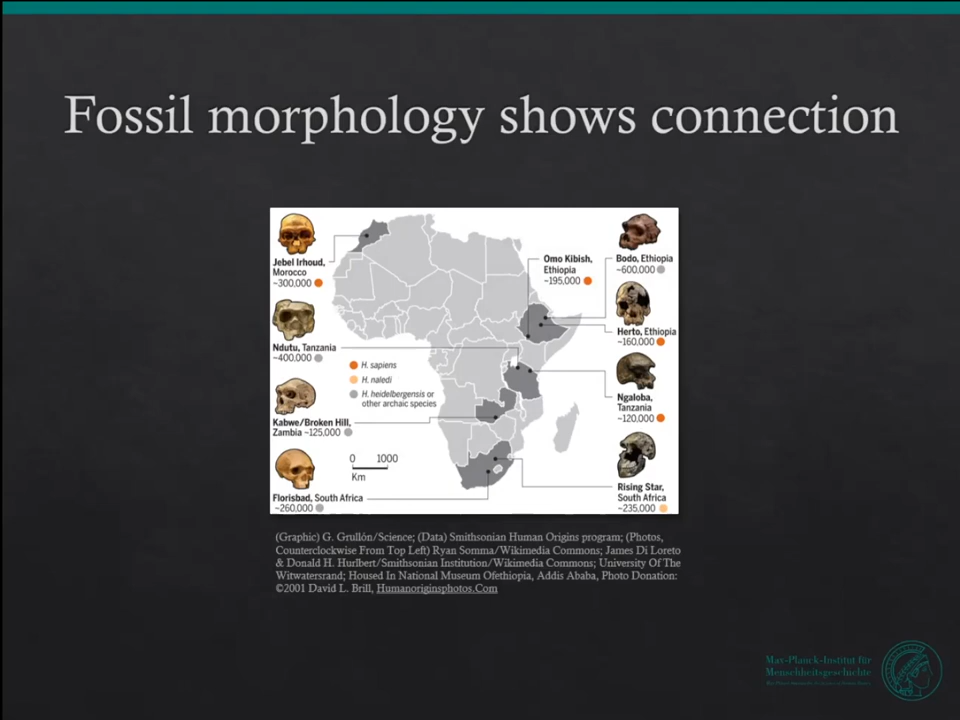 Fossil morphology shows connection
Jebel Irhoud,
Morocco
~300,000
Ndutu, Tanzania
~400,000
Kabwe/Broken Hill,
Zambia ~125,000
Florisbad, South Africa
~260,000
H. sapiens
H. naledi
H. heidelbergensis or
other archaic species
0 1000
Km
Omo Kibish,
Ethiopia
~195,000
Bodo, Ethiopia
~600,000
Herto, Ethiopia
~160,000
Ngaloba,
Tanzania
~120,000
Rising Star,
South Africa
~235,000
(Graphic) G. Grullón/Science; (Data) Smithsonian Human Origins program; (Photos,
Counterclockwise From Top Left) Ryan Somma/Wikimedia Commons; James Di Loreto
& Donald H. Hurlbert/Smithsonian Institution/Wikimedia Commons; University Of The
Witwatersrand; Housed In National Museum Ofethiopia, Addis Ababa, Photo Donation:
©2001 David L. Brill, Humanoriginsphotos.Com
Max-Planck-Institut für
Menschheitsgeschichte